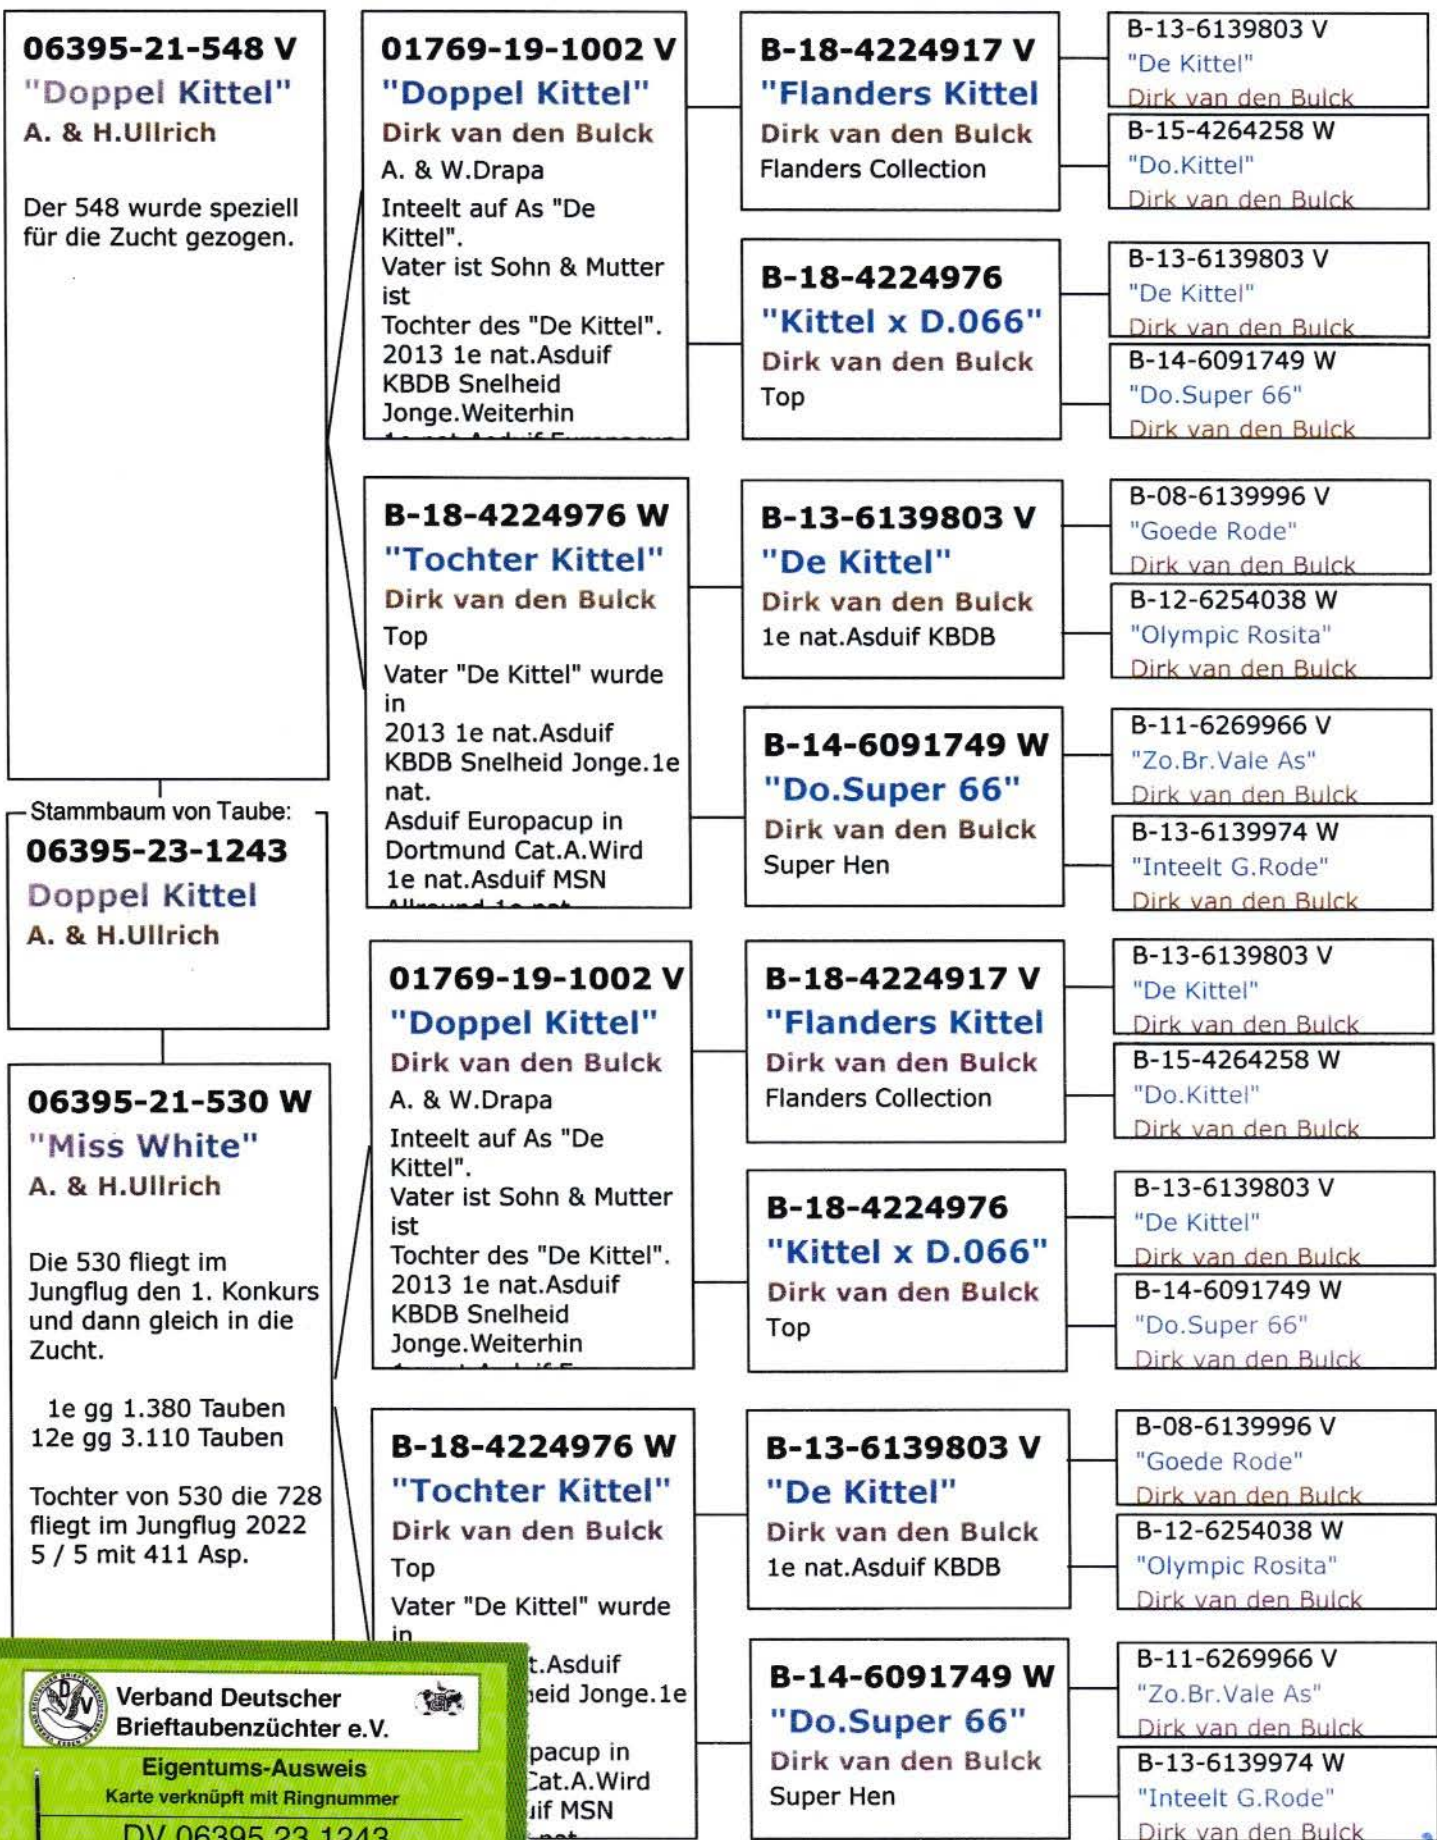 06395-21-548 V
"Doppel Kittel"
A. & H.Ullrich
Der 548 wurde speziell
für die Zucht gezogen.
Stammbaum von Taube:
06395-23-1243
Doppel Kittel
A. & H.Ullrich
06395-21-530 W
"Miss White"
A. & H.Ullrich
Die 530 fliegt im
Jungflug den 1. Konkurs
und dann gleich in die
Zucht.
1e gg 1.380 Tauben
12e gg 3.110 Tauben
Tochter von 530 die 728
fliegt im Jungflug 2022
5 / 5 mit 411 Asp.
Verband Deutscher
Brieftaubenzüchter e.V.
Eigentums-Ausweis
Karte verknüpft mit Ringnummer
DV 06395 23 1243
01769-19-1002 V
"Doppel Kittel"
Dirk van den Bulck
A. & W.Drapa
Inteelt auf As "De
Kittel".
Vater ist Sohn & Mutter
ist
Tochter des "De Kittel".
2013 1e nat.Asduif
KBDB Snelheid
Jonge.Weiterhin
1e nat.Asduif Europacup
B-18-4224976 W
"Tochter Kittel"
Dirk van den Bulck
Top
Vater "De Kittel" wurde
in
2013 1e nat.Asduif
KBDB Snelheid Jonge.1e
nat.
Asduif Europacup in
Dortmund Cat.A.Wird
1e nat.Asduif MSN
Allround 1e nat
01769-19-1002 V
"Doppel Kittel"
Dirk van den Bulck
A. & W.Drapa
Inteelt auf As "De
Kittel".
Vater ist Sohn & Mutter
ist
Tochter des "De Kittel".
2013 1e nat.Asduif
KBDB Snelheid
Jonge.Weiterhin
B-18-4224976 W
"Tochter Kittel"
Dirk van den Bulck
Top
Vater "De Kittel" wurde
in
t.Asduif
heid Jonge.1e
pacup in
Cat.A.Wird
uif MSN
B-18-4224917 V
"Flanders Kittel
Dirk van den Bulck
Flanders Collection
B-18-4224976
"Kittel x D.066"
Dirk van den Bulck
Top
B-13-6139803 V
"De Kittel"
Dirk van den Bulck
1e nat.Asduif KBDB
B-14-6091749 W
"Do.Super 66"
Dirk van den Bulck
Super Hen
B-18-4224917 V
"Flanders Kittel
Dirk van den Bulck
Flanders Collection
B-18-4224976
"Kittel x D.066"
Dirk van den Bulck
Top
B-13-6139803 V
"De Kittel"
Dirk van den Bulck
1e nat.Asduif KBDB
B-14-6091749 W
"Do.Super 66"
Dirk van den Bulck
Super Hen
B-13-6139803 V
"De Kittel"
Dirk van den Bulck
B-15-4264258 W
"Do.Kittel"
Dirk van den Bulck
B-13-6139803 V
"De Kittel"
Dirk van den Bulck
B-14-6091749 W
"Do.Super 66"
Dirk van den Bulck
B-08-6139996 V
"Goede Rode"
Dirk van den Bulck
B-12-6254038 W
"Olympic Rosita"
Dirk van den Bulck
B-11-6269966 V
"Zo.Br.Vale As"
Dirk van den Bulck
B-13-6139974 W
"Inteelt G.Rode"
Dirk van den Bulck
B-13-6139803 V
"De Kittel"
Dirk van den Bulck
B-15-4264258 W
"Do.Kittel"
Dirk van den Bulck
B-13-6139803 V
"De Kittel"
Dirk van den Bulck
B-14-6091749 W
"Do.Super 66"
Dirk van den Bulck
B-08-6139996 V
"Goede Rode"
Dirk van den Bulck
B-12-6254038 W
"Olympic Rosita"
Dirk van den Bulck
B-11-6269966 V
"Zo.Br.Vale As"
Dirk van den Bulck
B-13-6139974 W
"Inteelt G.Rode"
Dirk van den Bulck